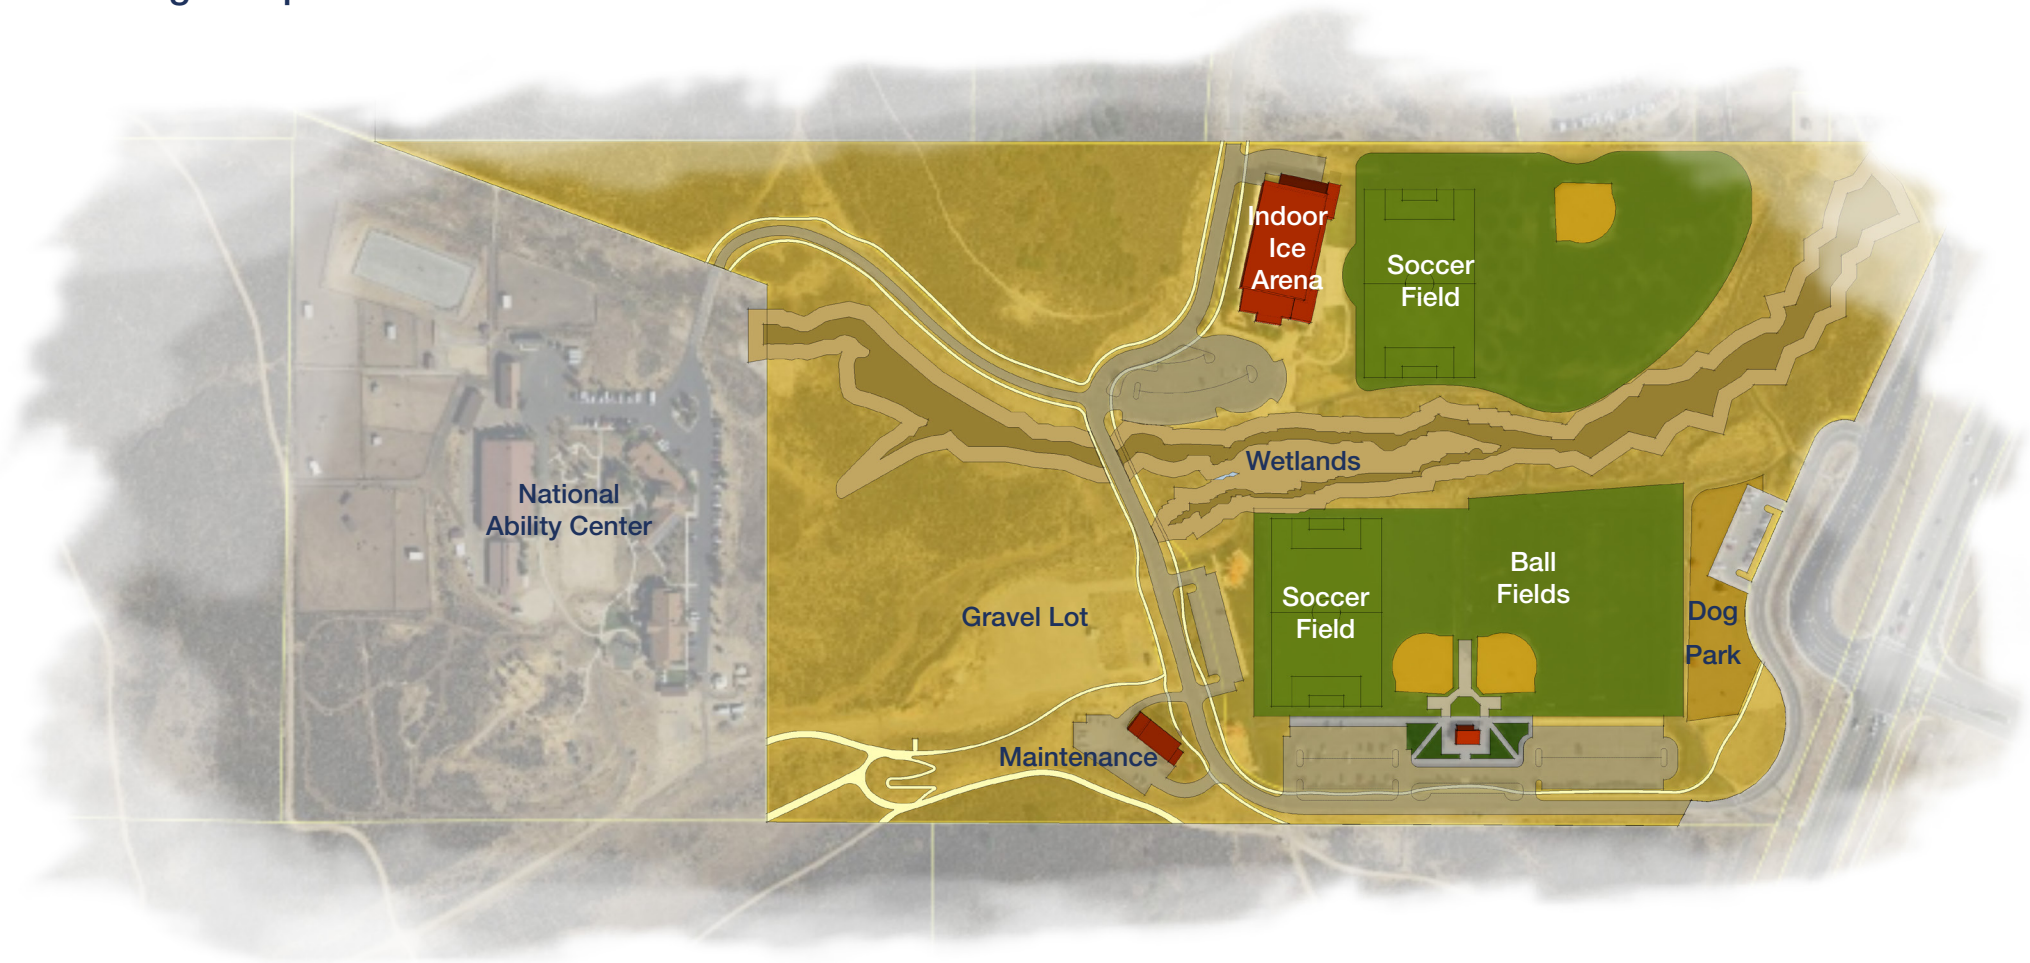 Indoor
Ice
Arena
Soccer
Field
Wetlands
National
Ability Center
Ball
Fields
Soccer
Field
Gravel Lot
Dog
Park
Maintenance